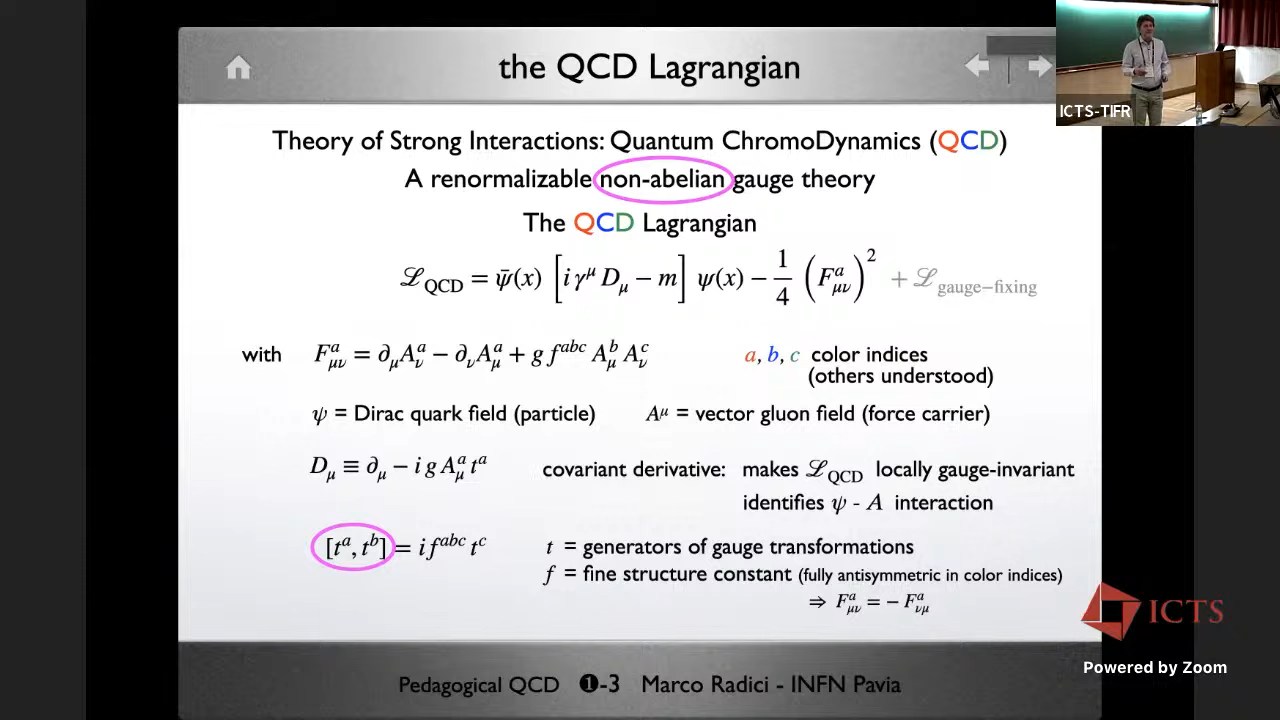 the QCD Lagrangian
ICTS-TIFR
Theory of Strong Interactions: Quantum ChromoDynamics (QCD)
A renormalizable non-abelian gauge theory
The QCD Lagrangian
ℒ_QCD = ψ̄(x) [i γ^μ D_μ − m] ψ(x) − 1/4 (F^a_μν)^2 + ℒ_gauge−fixing
with F^a_μν = ∂_μ A^a_ν − ∂_ν A^a_μ + g f^abc A^b_μ A^c_ν a, b, c color indices
(others understood)
ψ = Dirac quark field (particle) A^μ = vector gluon field (force carrier)
D_μ ≡ ∂_μ − i g A^a_μ t^a covariant derivative: makes ℒ_QCD locally gauge-invariant
identifies ψ - A interaction
[t^a, t^b] = i f^abc t^c t = generators of gauge transformations
f = fine structure constant (fully antisymmetric in color indices)
⇒ F^a_μν = − F^a_νμ
ICTS
Powered by Zoom
Pedagogical QCD ❶-3 Marco Radici - INFN Pavia